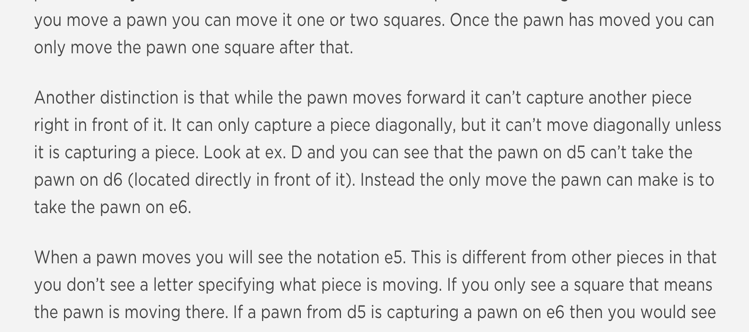 you move a pawn you can move it one or two squares. Once the pawn has moved you can
only move the pawn one square after that.
Another distinction is that while the pawn moves forward it can’t capture another piece
right in front of it. It can only capture a piece diagonally, but it can’t move diagonally unless
it is capturing a piece. Look at ex. D and you can see that the pawn on d5 can’t take the
pawn on d6 (located directly in front of it). Instead the only move the pawn can make is to
take the pawn on e6.
When a pawn moves you will see the notation e5. This is different from other pieces in that
you don’t see a letter specifying what piece is moving. If you only see a square that means
the pawn is moving there. If a pawn from d5 is capturing a pawn on e6 then you would see